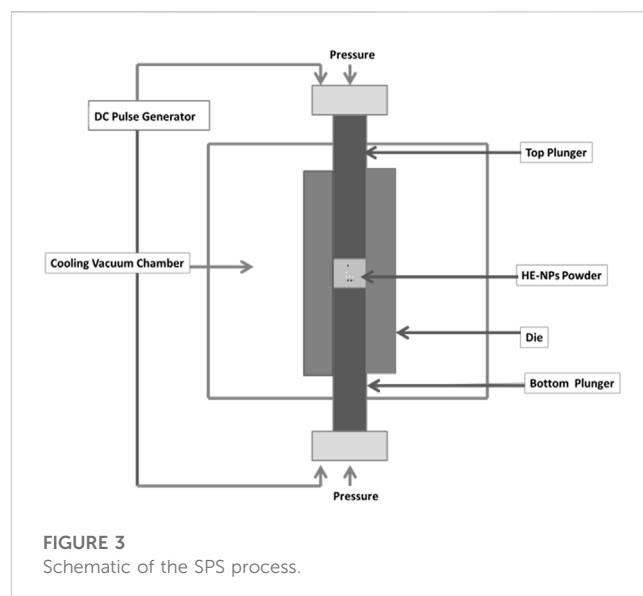 Pressure
DC Pulse Generator
Top Plunger
Cooling Vacuum Chamber
HE-NPs Powder
Die
Bottom Plunger
Pressure
FIGURE 3
Schematic of the SPS process.